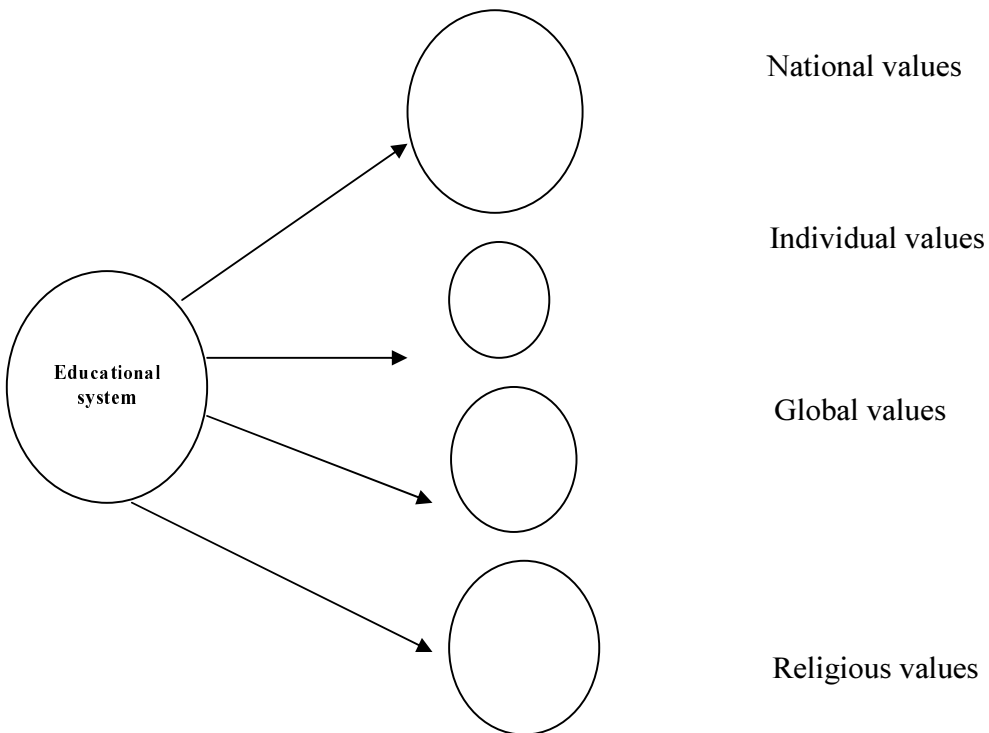 National values
Individual values
Educational
system
Global values
Religious values